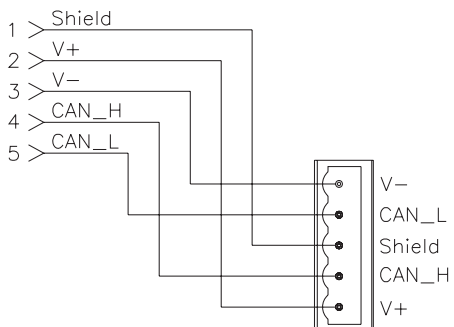 1 Shield
2 V+
3 V−
4 CAN_H
5 CAN_L
V−
CAN_L
Shield
CAN_H
V+